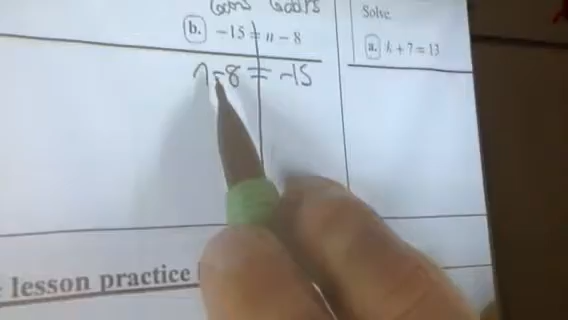 b. -15 = n - 8
n-8 = -15
Solve
a. k + 7 = 13
lesson practice